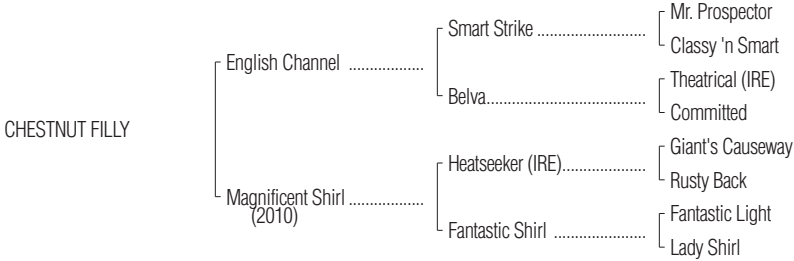 Mr. Prospector
Smart Strike ..........................
Classy 'n Smart
English Channel ..................
Theatrical (IRE)
Belva......................................
Committed
CHESTNUT FILLY
Giant's Causeway
Heatseeker (IRE)....................
Rusty Back
Magnificent Shirl ..................
(2010)
Fantastic Light
Fantastic Shirl ......................
Lady Shirl